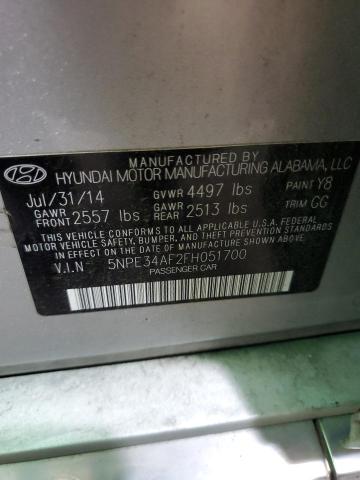 MANUFACTURED BY
HYUNDAI MOTOR MANUFACTURING ALABAMA, LLC
Jul/31/14 GVWR 4497 lbs PAINT Y8
GAWR FRONT 2557 lbs GAWR REAR 2513 lbs TRIM GG
THIS VEHICLE CONFORMS TO ALL APPLICABLE U.S.A. FEDERAL
MOTOR VEHICLE SAFETY, BUMPER, AND THEFT PREVENTION STANDARDS
IN EFFECT ON THE DATE OF MANUFACTURE SHOWN ABOVE.
V.I.N- 5NPE34AF2FH051700
PASSENGER CAR